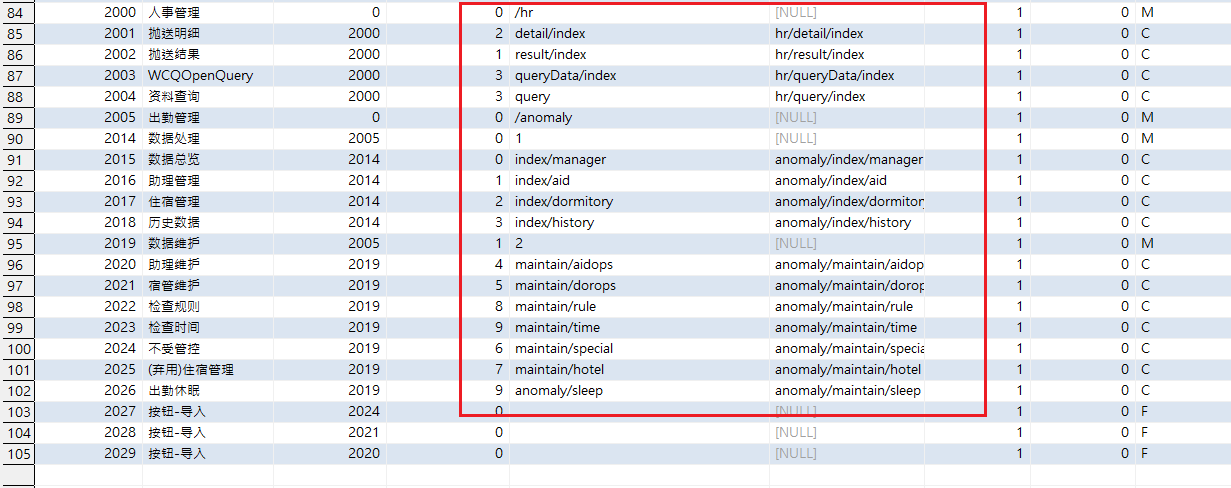 84 2000 人事管理 0 0 /hr [NULL] 1 0 M
85 2001 抛送明细 2000 2 detail/index hr/detail/index 1 0 C
86 2002 抛送结果 2000 1 result/index hr/result/index 1 0 C
87 2003 WCQOpenQuery 2000 3 queryData/index hr/queryData/index 1 0 C
88 2004 资料查询 2000 3 query hr/query/index 1 0 C
89 2005 出勤管理 0 0 /anomaly [NULL] 1 0 M
90 2014 数据处理 2005 0 1 [NULL] 1 0 M
91 2015 数据总览 2014 0 index/manager anomaly/index/manager 1 0 C
92 2016 助理管理 2014 1 index/aid anomaly/index/aid 1 0 C
93 2017 住宿管理 2014 2 index/dormitory anomaly/index/dormitory 1 0 C
94 2018 历史数据 2014 3 index/history anomaly/index/history 1 0 C
95 2019 数据维护 2005 1 2 [NULL] 1 0 M
96 2020 助理维护 2019 4 maintain/aidops anomaly/maintain/aidop 1 0 C
97 2021 宿管维护 2019 5 maintain/dorops anomaly/maintain/dorop 1 0 C
98 2022 检查规则 2019 8 maintain/rule anomaly/maintain/rule 1 0 C
99 2023 检查时间 2019 9 maintain/time anomaly/maintain/time 1 0 C
100 2024 不受管控 2019 6 maintain/special anomaly/maintain/specia 1 0 C
101 2025 (弃用)住宿管理 2019 7 maintain/hotel anomaly/maintain/hotel 1 0 C
102 2026 出勤休眠 2019 9 anomaly/sleep anomaly/maintain/sleep 1 0 C
103 2027 按钮-导入 2024 0 [NULL] 1 0 F
104 2028 按钮-导入 2021 0 [NULL] 1 0 F
105 2029 按钮-导入 2020 0 [NULL] 1 0 F